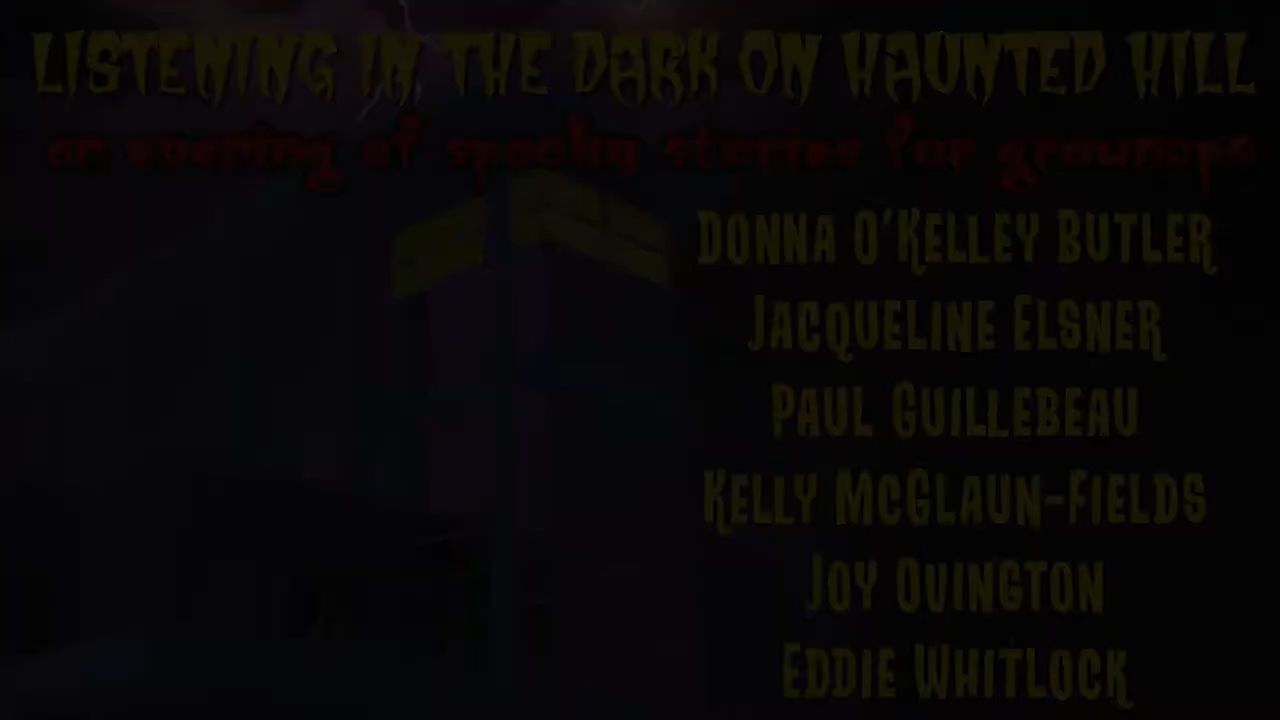 LISTENING IN THE DARK ON HAUNTED HILL
an evening of spooky stories for grownups
DONNA O'KELLEY BUTLER
JACQUELINE ELSNER
PAUL GUILLEBEAU
KELLY MCGLAUN-FIELDS
JOY OVINGTON
EDDIE WHITLOCK